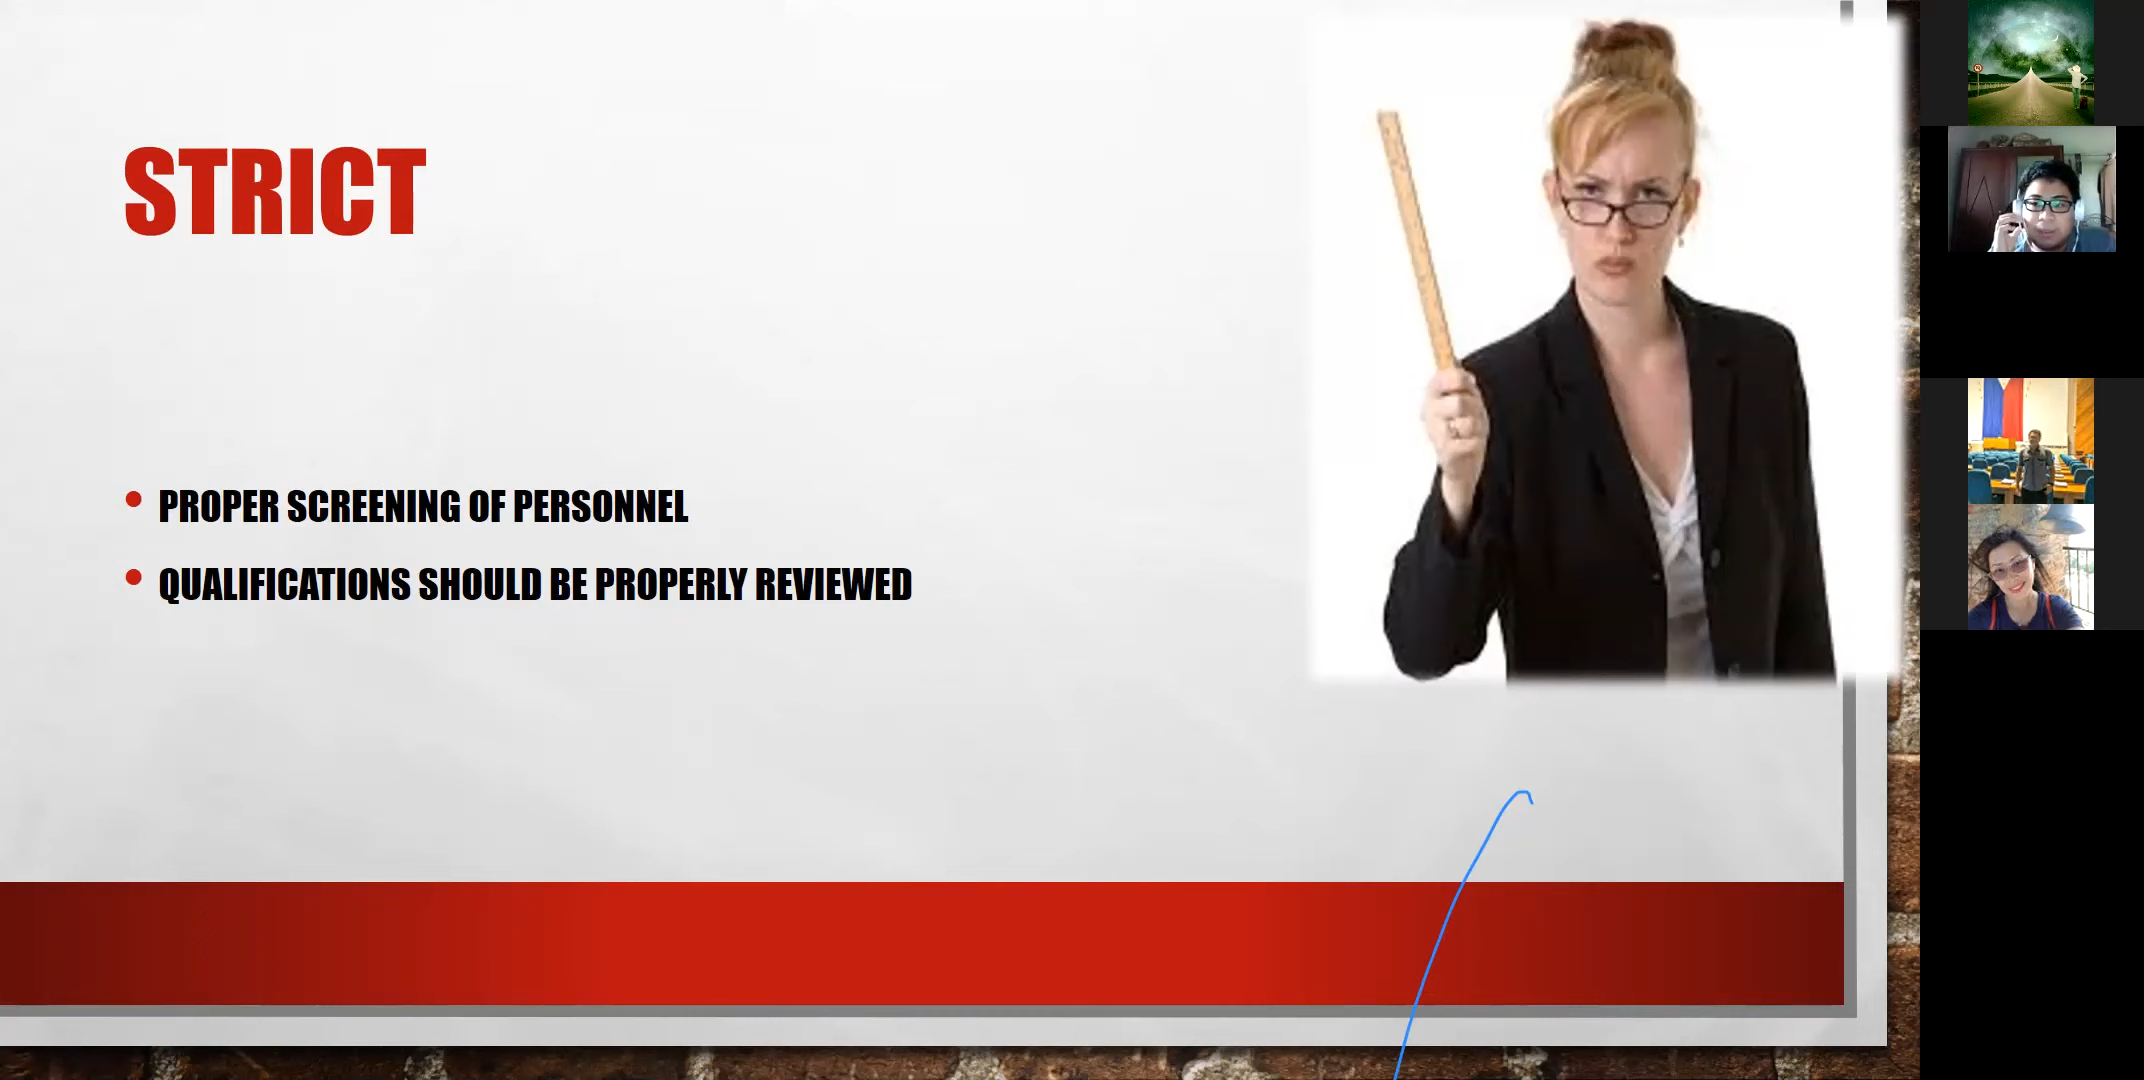 STRICT
PROPER SCREENING OF PERSONNEL
QUALIFICATIONS SHOULD BE PROPERLY REVIEWED